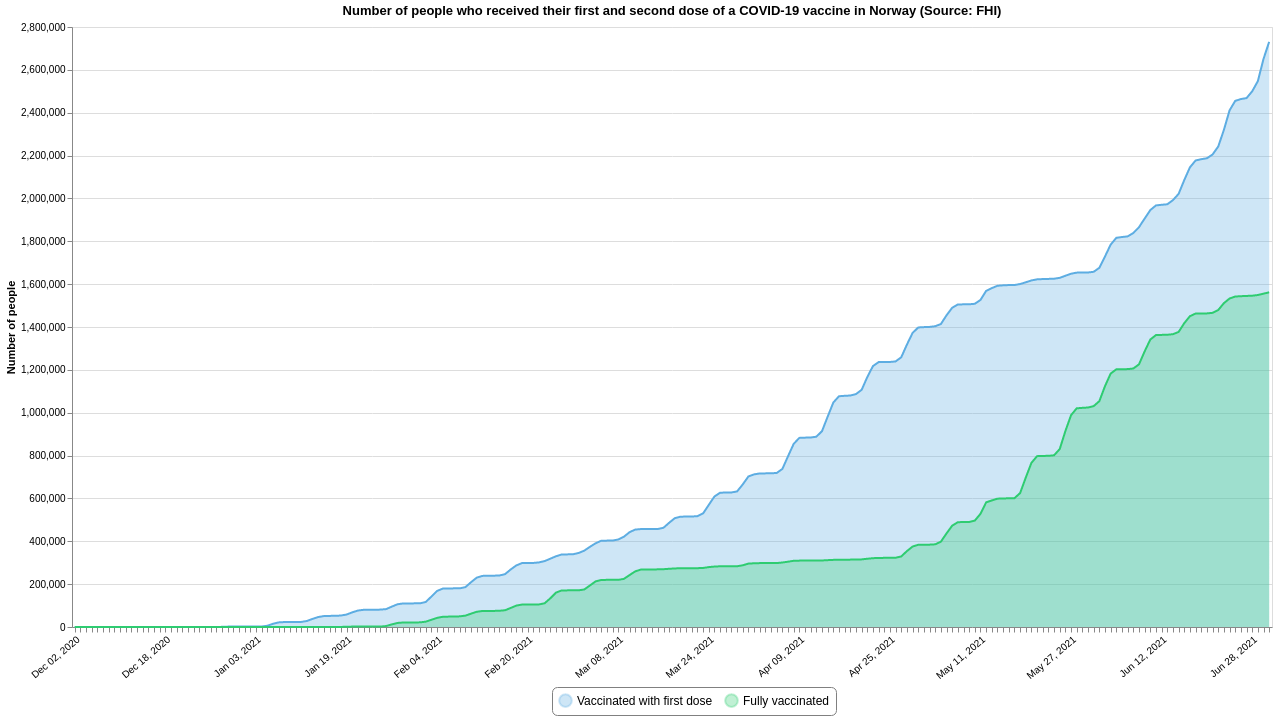 Number of people who received their first and second dose of a COVID-19 vaccine in Norway (Source: FHI)
Number of people
2,800,000
2,600,000
2,400,000
2,200,000
2,000,000
1,800,000
1,600,000
1,400,000
1,200,000
1,000,000
800,000
600,000
400,000
200,000
0
Dec 02, 2020
Dec 18, 2020
Jan 03, 2021
Jan 19, 2021
Feb 04, 2021
Feb 20, 2021
Mar 08, 2021
Mar 24, 2021
Apr 09, 2021
Apr 25, 2021
May 11, 2021
May 27, 2021
Jun 12, 2021
Jun 28, 2021
Vaccinated with first dose
Fully vaccinated